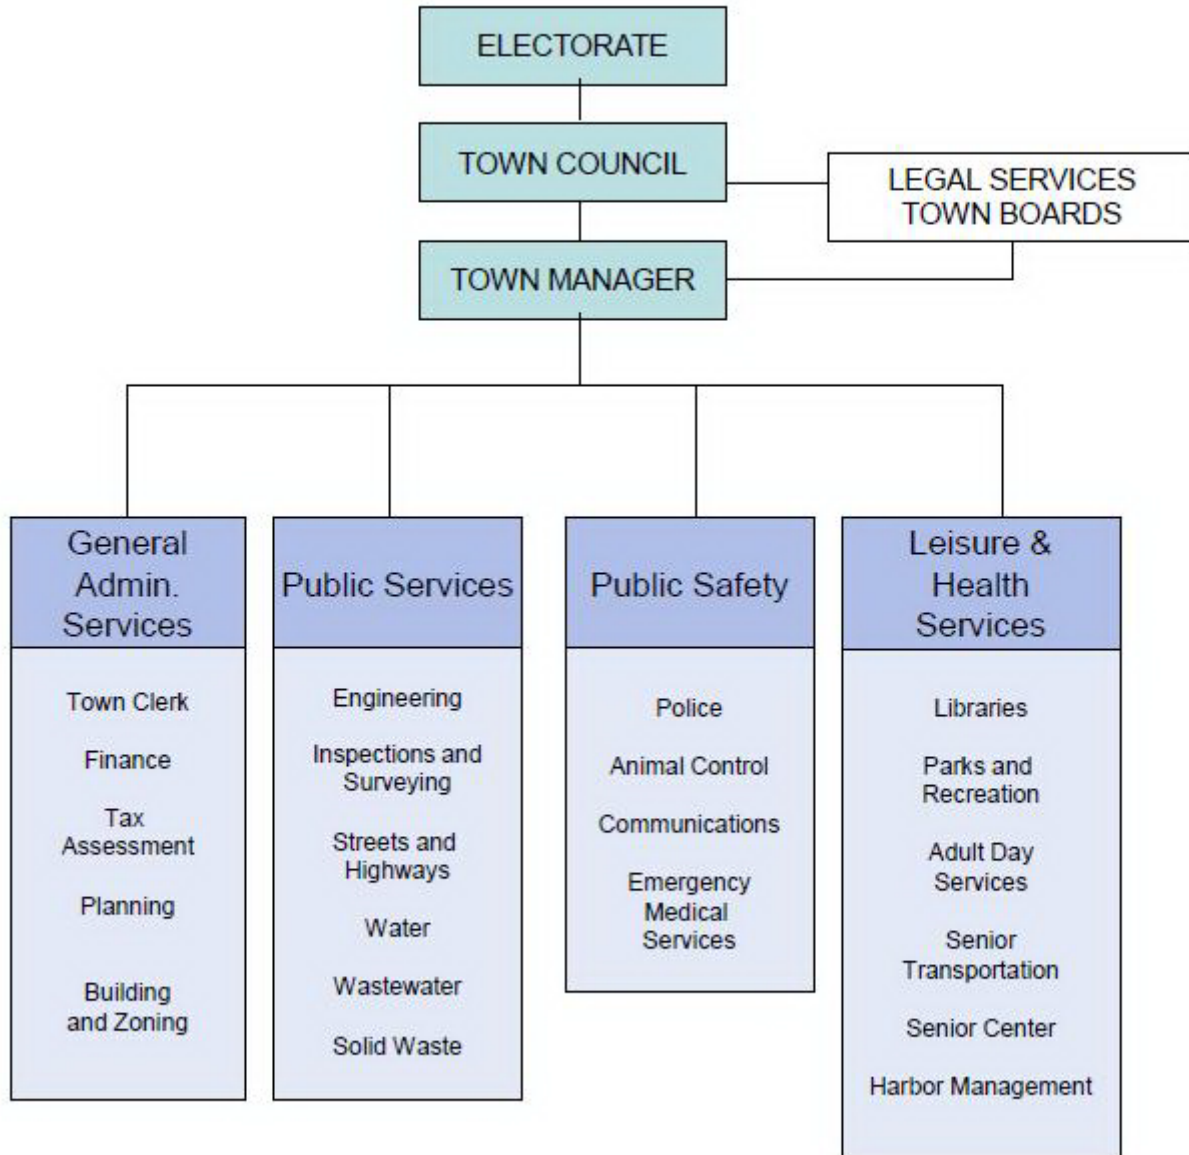 ELECTORATE
TOWN COUNCIL
LEGAL SERVICES
TOWN BOARDS
TOWN MANAGER
General
Admin.
Services
Town Clerk
Finance
Tax
Assessment
Planning
Building
and Zoning
Public Services
Engineering
Inspections and
Surveying
Streets and
Highways
Water
Wastewater
Solid Waste
Public Safety
Police
Animal Control
Communications
Emergency
Medical
Services
Leisure &
Health
Services
Libraries
Parks and
Recreation
Adult Day
Services
Senior
Transportation
Senior Center
Harbor Management